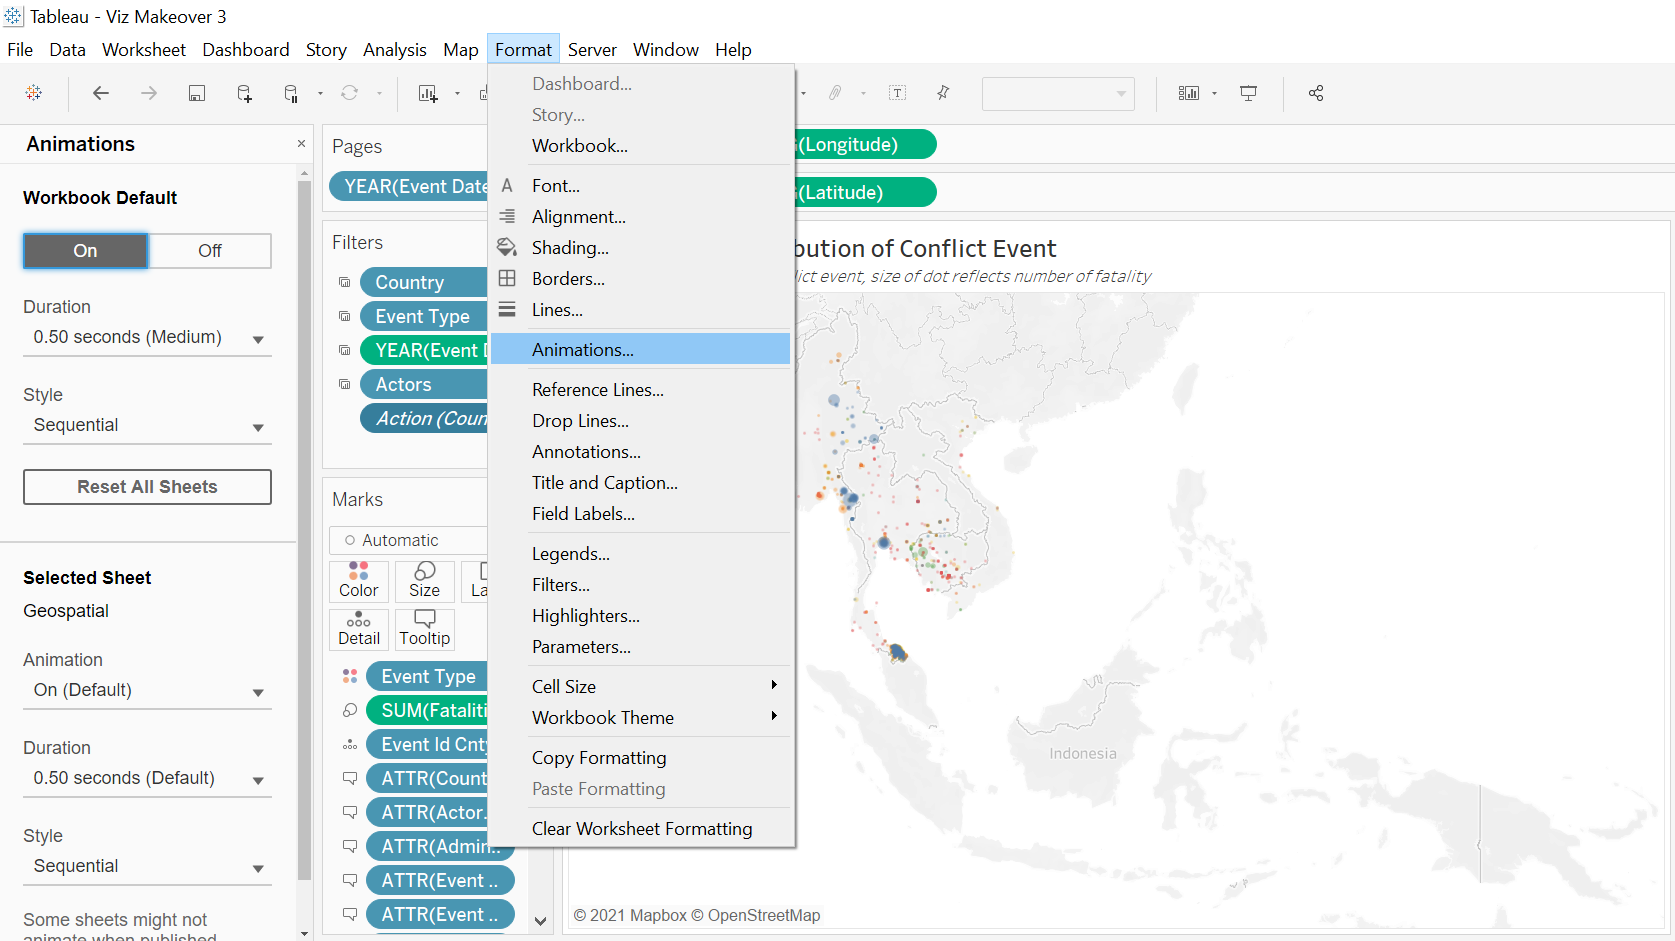 Tableau - Viz Makeover 3
File Data Worksheet Dashboard Story Analysis Map Format Server Window Help
Animations
Workbook Default
On Off
Duration
0.50 seconds (Medium)
Style
Sequential
Reset All Sheets
Selected Sheet
Geospatial
Animation
On (Default)
Duration
0.50 seconds (Default)
Style
Sequential
Some sheets might not
animate when published
Pages
YEAR(Event Date
Filters
Country
Event Type
YEAR(Event D
Actors
Action (Coun
Marks
Automatic
Color Size La
Detail Tooltip
Event Type
SUM(Fataliti
Event Id Cnty
ATTR(Count
ATTR(Actor.
ATTR(Admin..
ATTR(Event ..
ATTR(Event ..
Dashboard...
Story...
Workbook...
A Font...
Alignment...
Shading...
Borders...
Lines...
Animations...
Reference Lines...
Drop Lines...
Annotations...
Title and Caption...
Field Labels...
Legends...
Filters...
Highlighters...
Parameters...
Cell Size
Workbook Theme
Copy Formatting
Paste Formatting
Clear Worksheet Formatting
T
(Longitude)
(Latitude)
bution of Conflict Event
lict event, size of dot reflects number of fatality
Indonesia
© 2021 Mapbox © OpenStreetMap